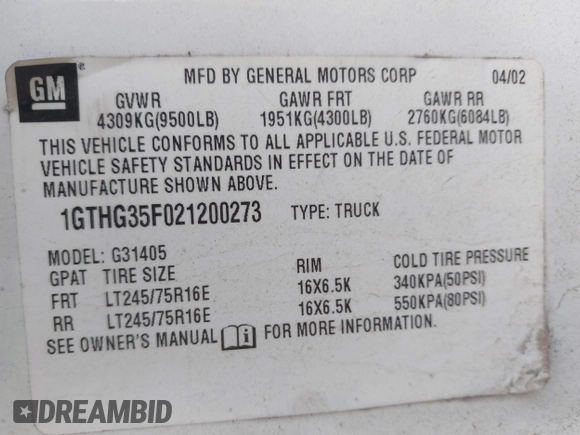 GM
MFD BY GENERAL MOTORS CORP 04/02
GVWR GAWR FRT GAWR RR
4309KG(9500LB) 1951KG(4300LB) 2760KG(6084LB)
THIS VEHICLE CONFORMS TO ALL APPLICABLE U.S. FEDERAL MOTOR
VEHICLE SAFETY STANDARDS IN EFFECT ON THE DATE OF
MANUFACTURE SHOWN ABOVE.
1GTHG35F021200273 TYPE: TRUCK
MODEL: G31405
GPAT TIRE SIZE RIM COLD TIRE PRESSURE
FRT LT245/75R16E 16X6.5K 340KPA(50PSI)
RR LT245/75R16E 16X6.5K 550KPA(80PSI)
SEE OWNER'S MANUAL i FOR MORE INFORMATION.
DREAMBID